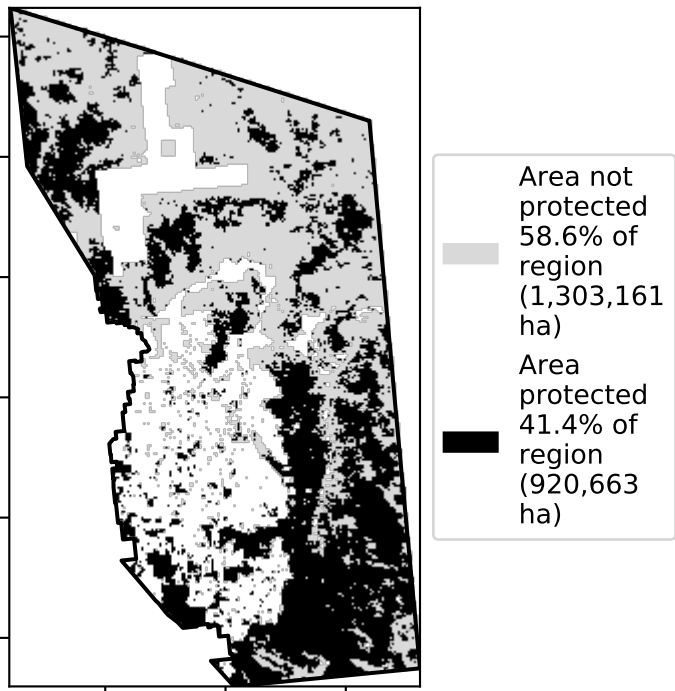 Area not
protected
58.6% of
region
(1,303,161
ha)
Area
protected
41.4% of
region
(920,663
ha)